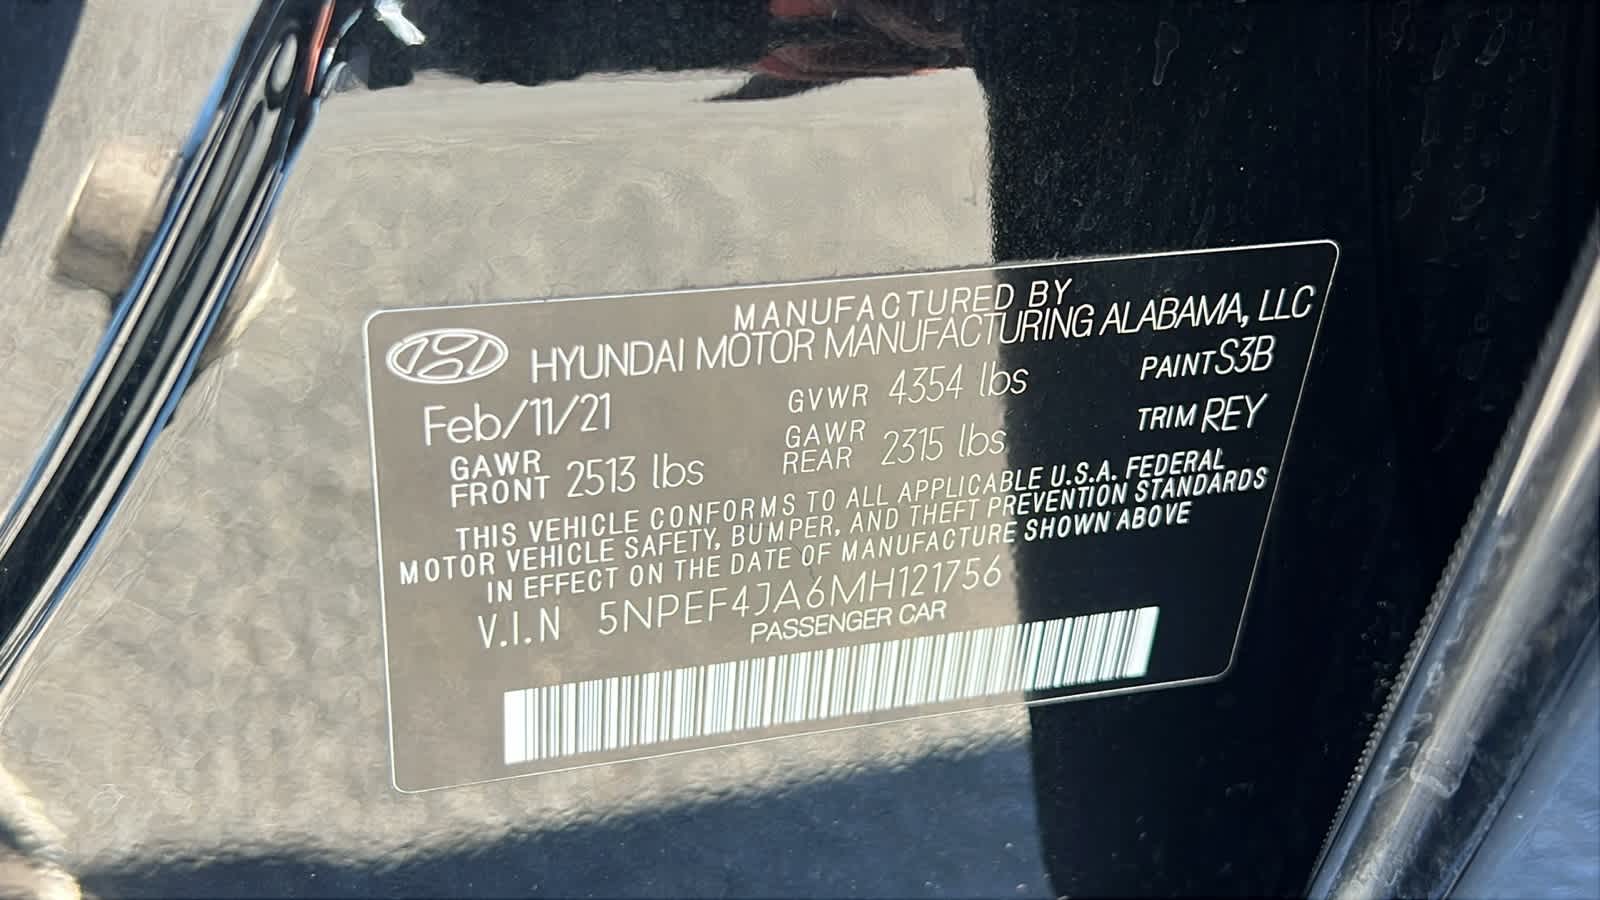 MANUFACTURED BY
HYUNDAI MOTOR MANUFACTURING ALABAMA, LLC
Feb/11/21 GVWR 4354 lbs PAINT S3B
GAWR FRONT 2513 lbs GAWR REAR 2315 lbs TRIM REY
THIS VEHICLE CONFORMS TO ALL APPLICABLE U.S.A. FEDERAL
MOTOR VEHICLE SAFETY, BUMPER, AND THEFT PREVENTION STANDARDS
IN EFFECT ON THE DATE OF MANUFACTURE SHOWN ABOVE
V.I.N 5NPEF4JA6MH121756
PASSENGER CAR